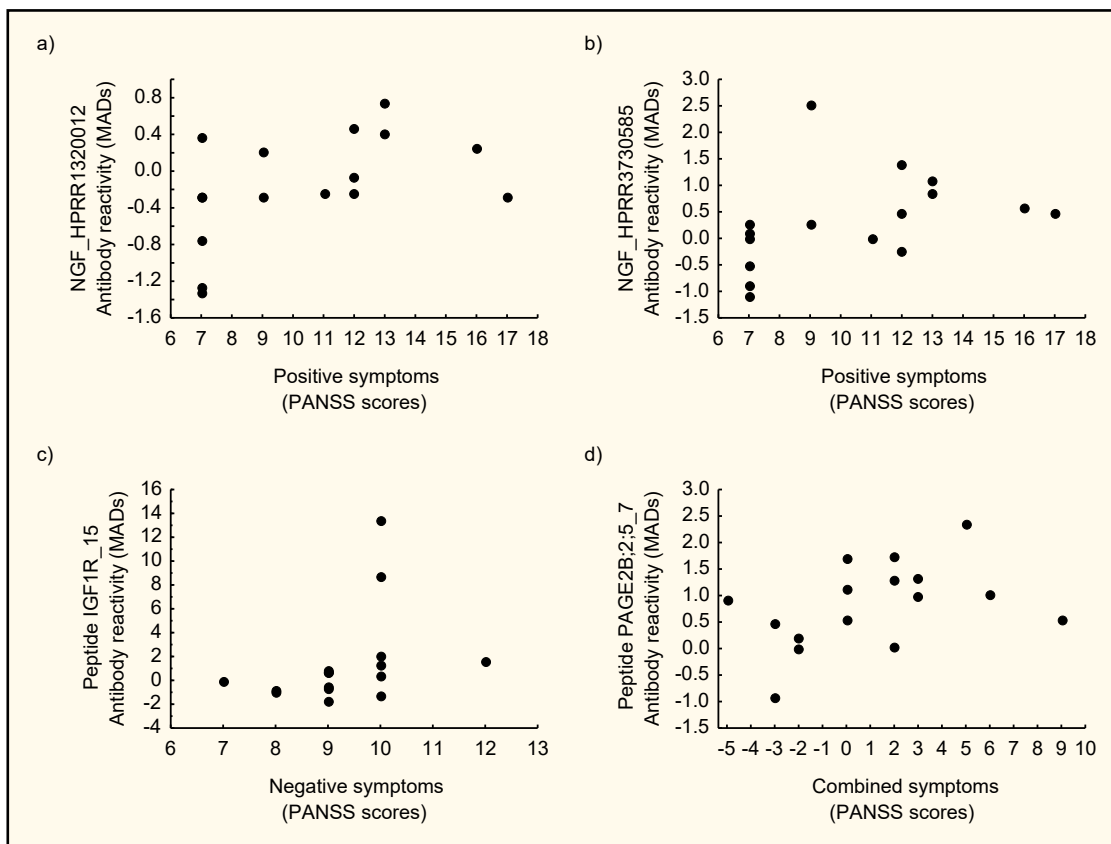 a)
NGF_HPRR1320012
Antibody reactivity (MADs)
0.8
0.4
0.0
-0.4
-0.8
-1.2
-1.6
6 7 8 9 10 11 12 13 14 15 16 17 18
Positive symptoms
(PANSS scores)
b)
NGF_HPRR3730585
Antibody reactivity (MADs)
3.0
2.5
2.0
1.5
1.0
0.5
0.0
-0.5
-1.0
-1.5
6 7 8 9 10 11 12 13 14 15 16 17 18
Positive symptoms
(PANSS scores)
c)
Peptide IGF1R_15
Antibody reactivity (MADs)
16
14
12
10
8
6
4
2
0
-2
-4
6 7 8 9 10 11 12 13
Negative symptoms
(PANSS scores)
d)
Peptide PAGE2B;2;5_7
Antibody reactivity (MADs)
3.0
2.5
2.0
1.5
1.0
0.5
0.0
-0.5
-1.0
-1.5
-5 -4 -3 -2 -1 0 1 2 3 4 5 6 7 8 9 10
Combined symptoms
(PANSS scores)